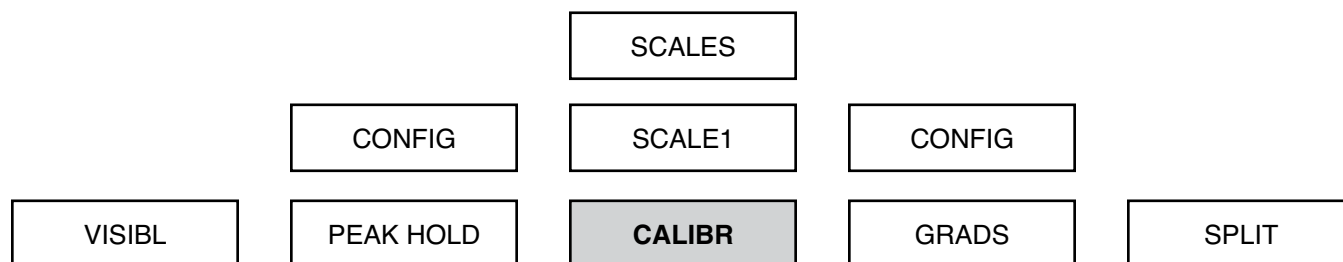 SCALES
CONFIG SCALE1 CONFIG
VISIBL PEAK HOLD CALIBR GRADS SPLIT